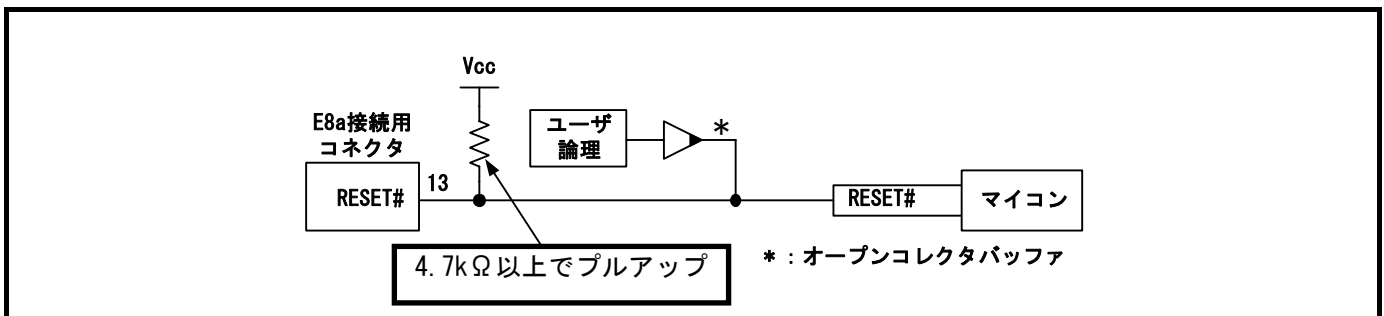 Vcc
E8a接続用
コネクタ
ユーザ
論理
*
RESET#
13
RESET#
マイコン
4.7kΩ以上でプルアップ
*：オープンコレクタバッファ